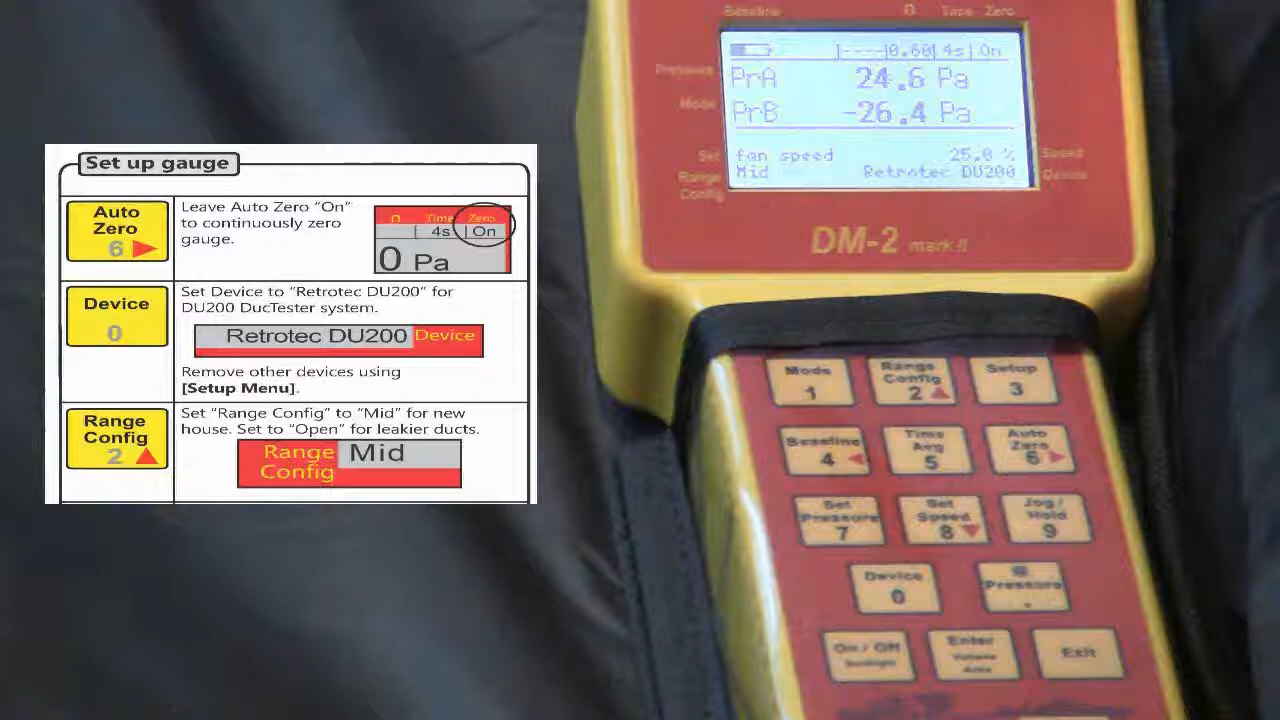 Set up gauge
Auto
Zero
6
Leave Auto Zero "On"
to continuously zero
gauge.
n Time Zero
4s On
0 Pa
Device
0
Set Device to "Retrotec DU200" for
DU200 DucTester system.
Retrotec DU200 Device
Remove other devices using
[Setup Menu].
Range
Config
2
Set "Range Config" to "Mid" for new
house. Set to "Open" for leakier ducts.
Range
Config
Mid
Baseline n Time Zero
|----|0.60|4s|On
Pressure
PrA 24.6 Pa
Mode
PrB -26.4 Pa
Set fan speed 25.0 % Speed
Range
Config
Mid Retrotec DU200 Device
DM-2 mark II
Mode
1
Range
Config
2
Setup
3
Baseline
4
Time
Avg
5
Auto
Zero
6
Set
Pressure
7
Set
Speed
8
Jog/
Hold
9
Device
0
@
Pressure
.
On / Off
Backlight
Enter
Exit